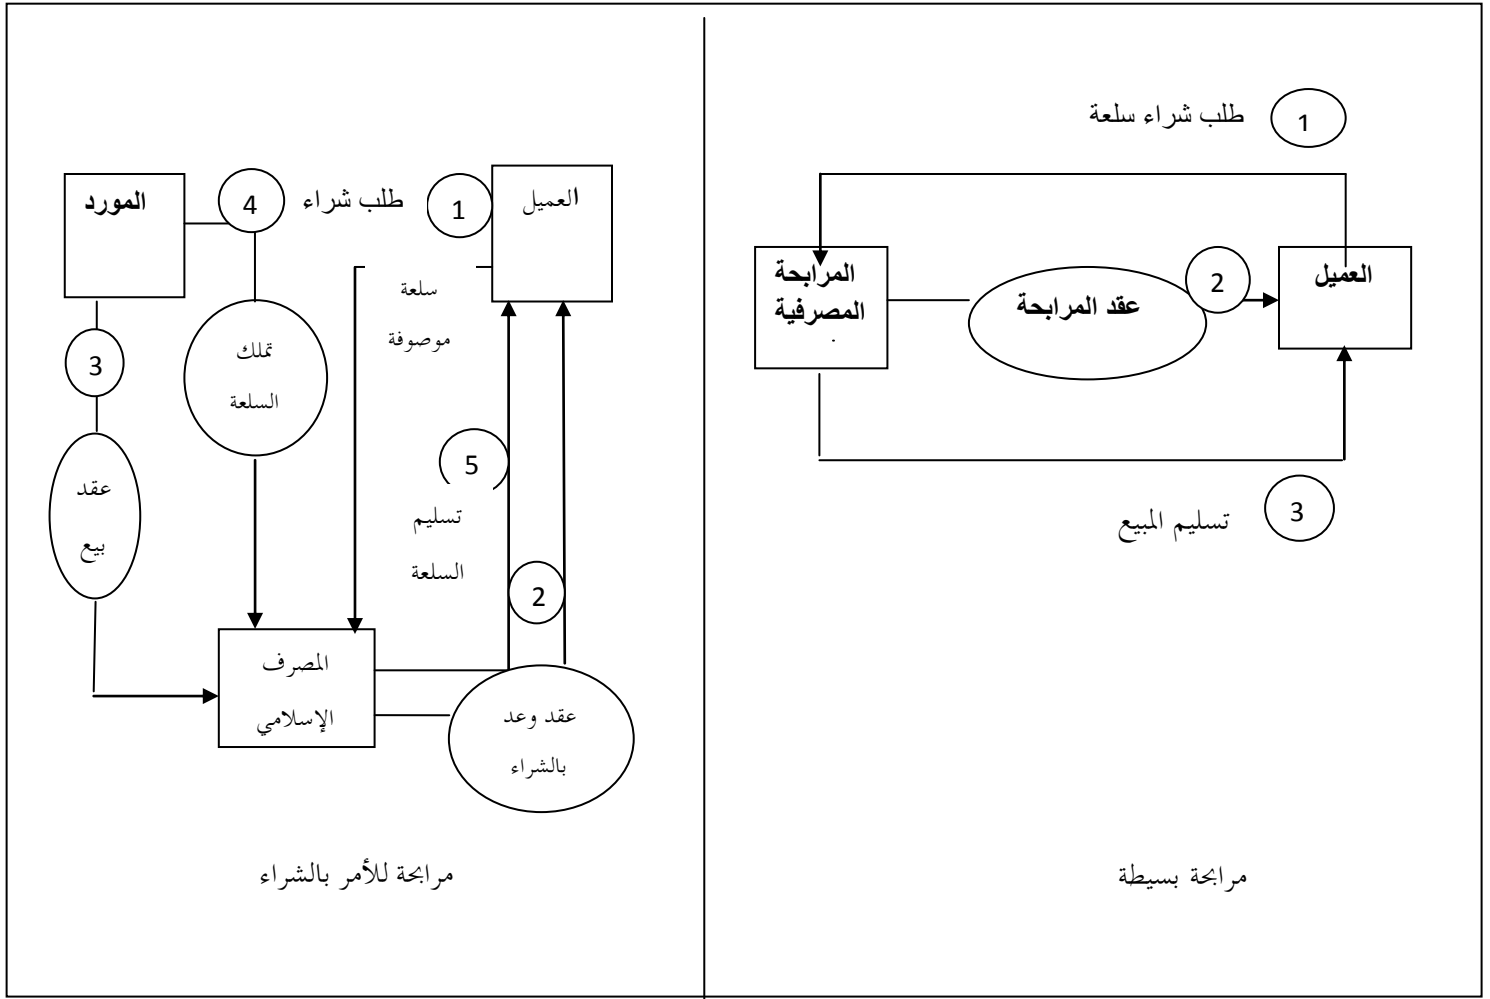 1
طلب شراء سلعة
العميل
2
عقد المرابحة
المرابحة
المصرفية
.
3
تسليم المبيع
مرابحة بسيطة
العميل
1
طلب شراء
سلعة
موصوفة
4
المورد
تملك
السلعة
3
عقد
بيع
5
تسليم
السلعة
2
المصرف
الإسلامي
عقد وعد
بالشراء
مرابحة للأمر بالشراء